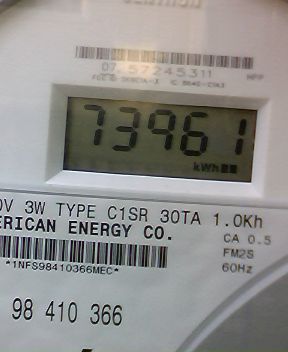 57245311
73961
kWh
0V 3W TYPE C1SR 30TA 1.0Kh
ERICAN ENERGY CO.
CA 0.5
FM2S
60Hz
*1NFS98410366MEC*
98 410 366